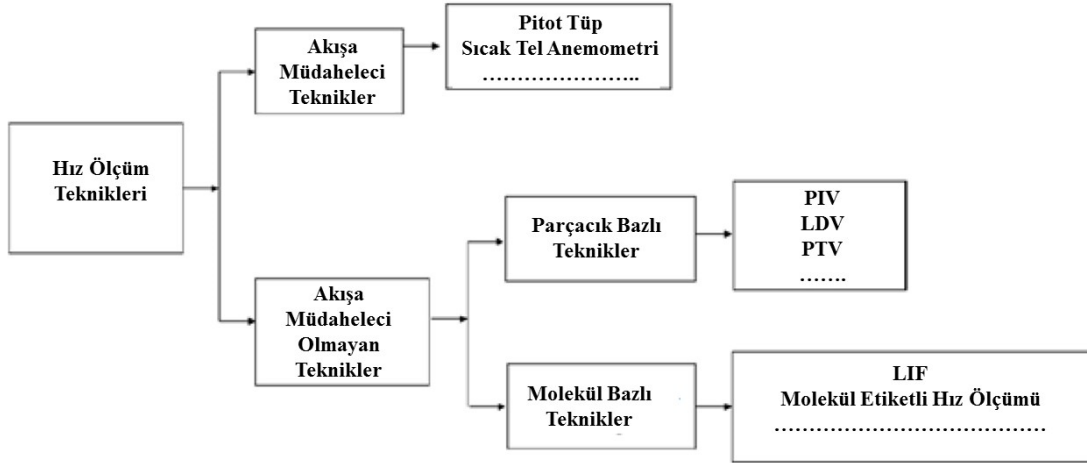 Hız Ölçüm
Teknikleri
Akışa
Müdaheleci
Teknikler
Pitot Tüp
Sıcak Tel Anemometri
…………………..
Akışa
Müdaheleci
Olmayan
Teknikler
Parçacık Bazlı
Teknikler
PIV
LDV
PTV
…….
Molekül Bazlı
Teknikler
LIF
Molekül Etiketli Hız Ölçümü
…………………………………